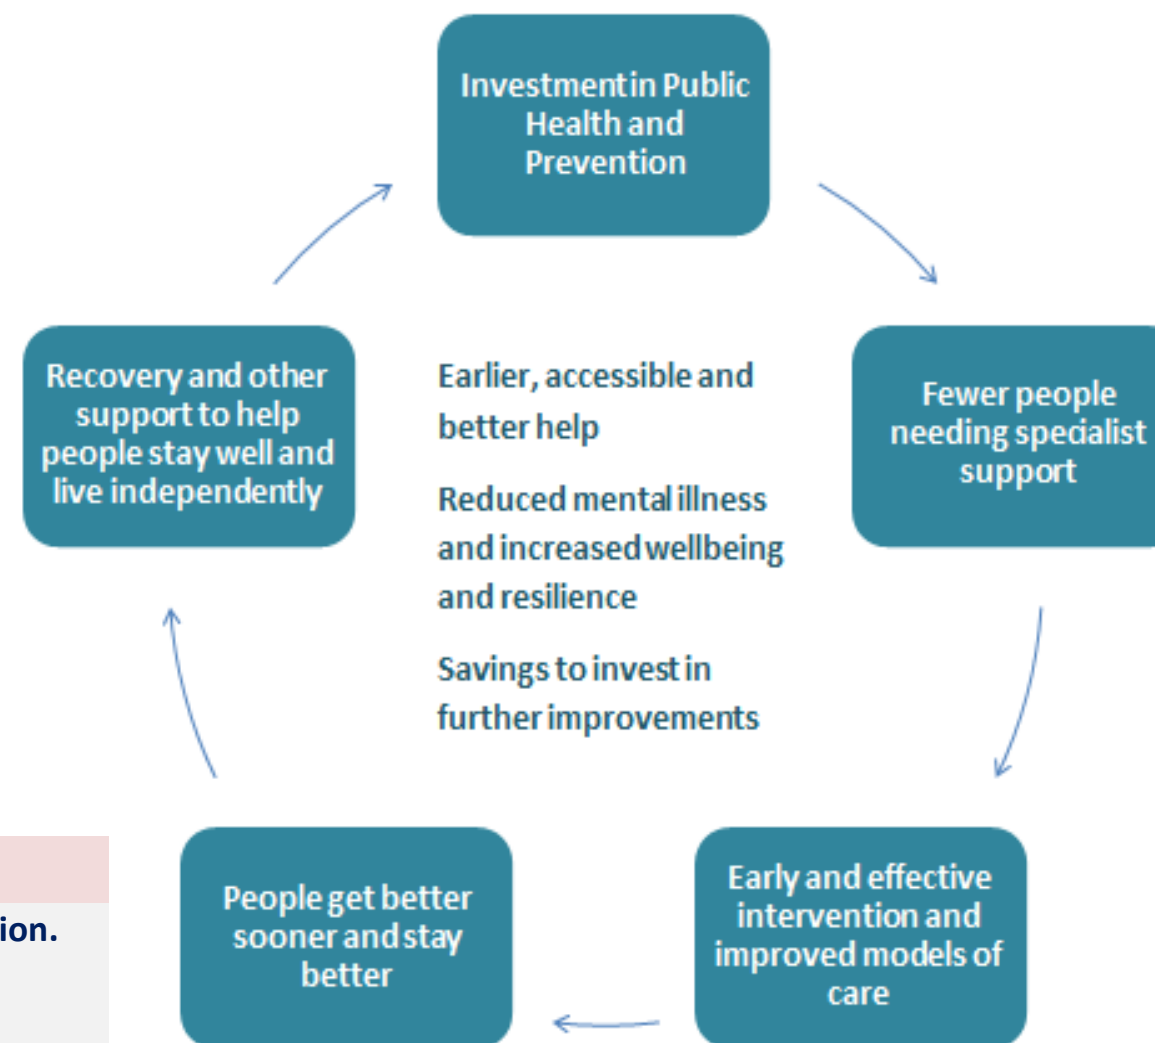 Investmentin Public
Health and
Prevention
Recovery and other
support to help
people stay well and
live independently
Earlier, accessible and
better help
Reduced mental illness
and increased wellbeing
and resilience
Savings to invest in
further improvements
Fewer people
needing specialist
support
People get better
sooner and stay
better
Early and effective
intervention and
improved models of
care
ion.